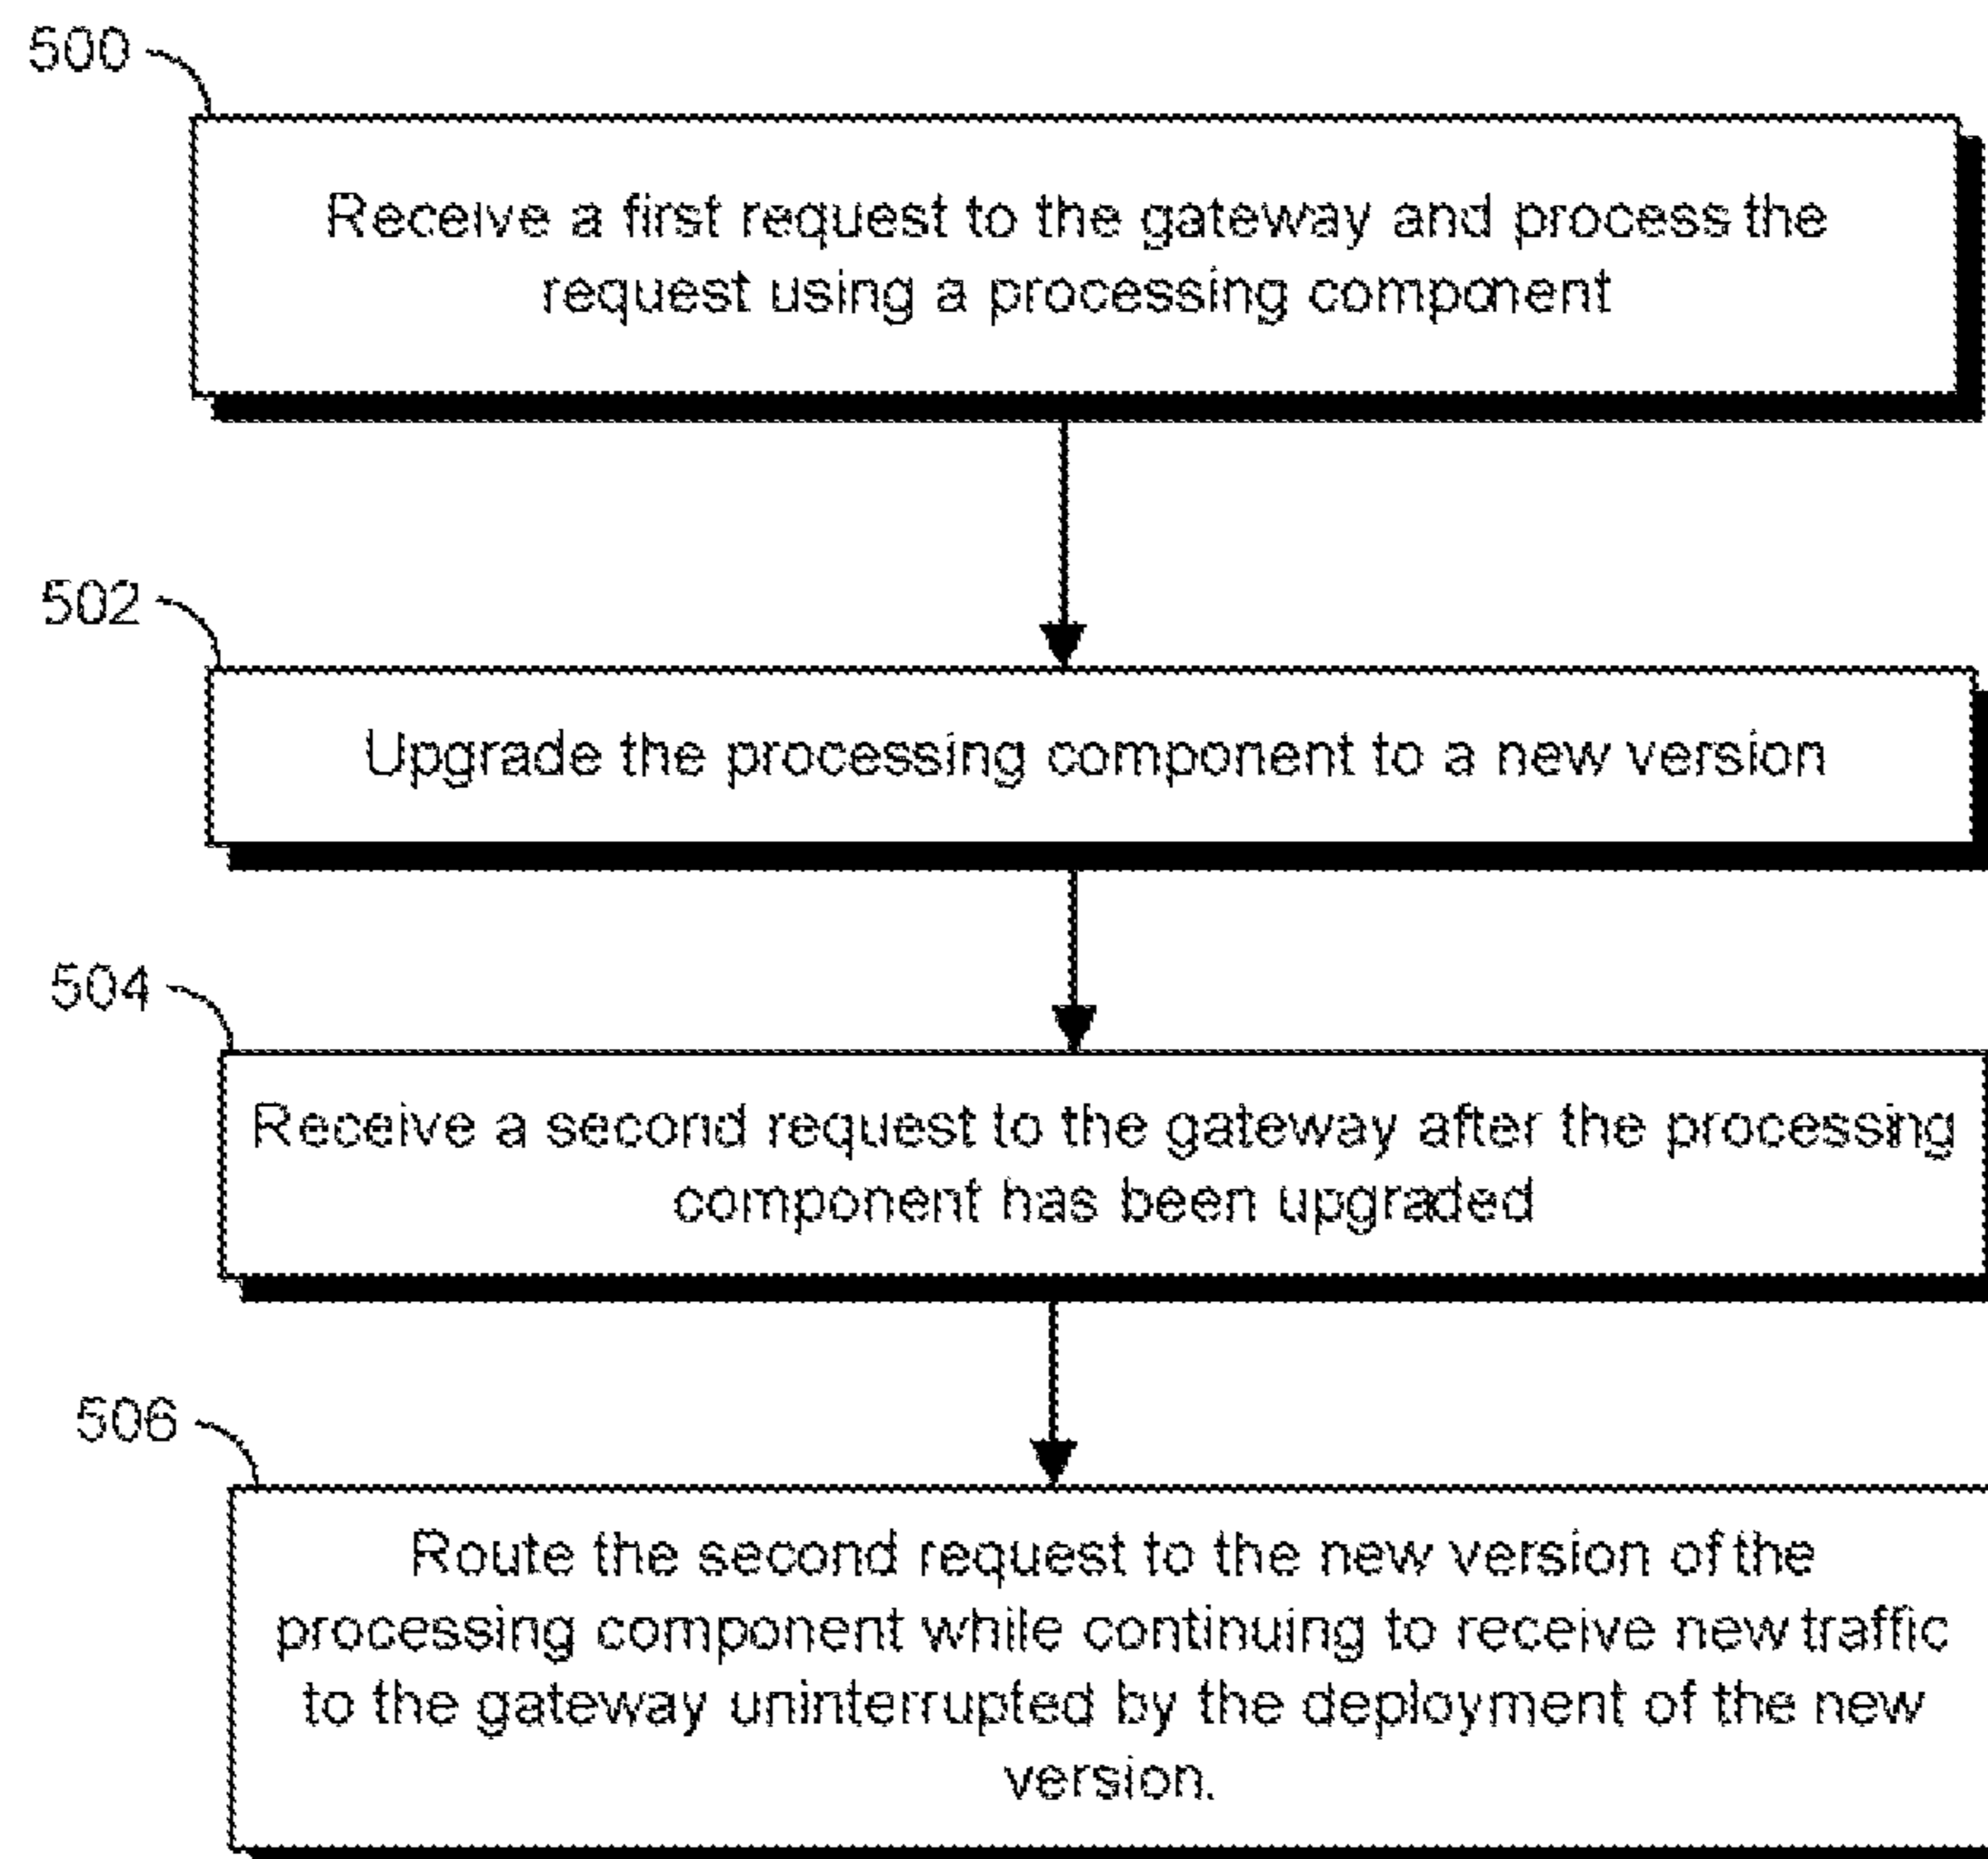 500
Receive a first request to the gateway and process the
request using a processing component
502
Upgrade the processing component to a new version
504
Receive a second request to the gateway after the processing
component has been upgraded
506
Route the second request to the new version of the
processing component while continuing to receive new traffic
to the gateway uninterrupted by the deployment of the new
version.